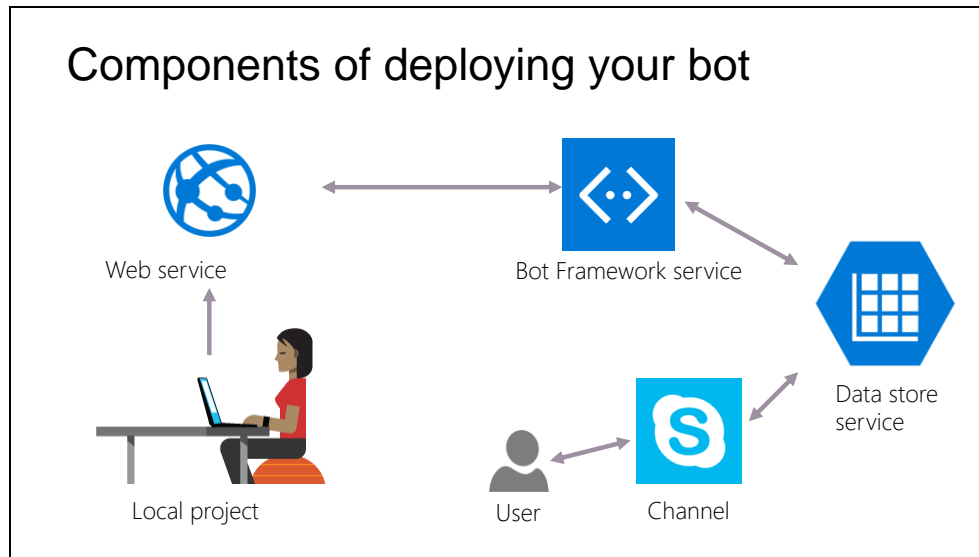 Components of deploying your bot
Web service
Bot Framework service
Data store
service
Local project
User
Channel